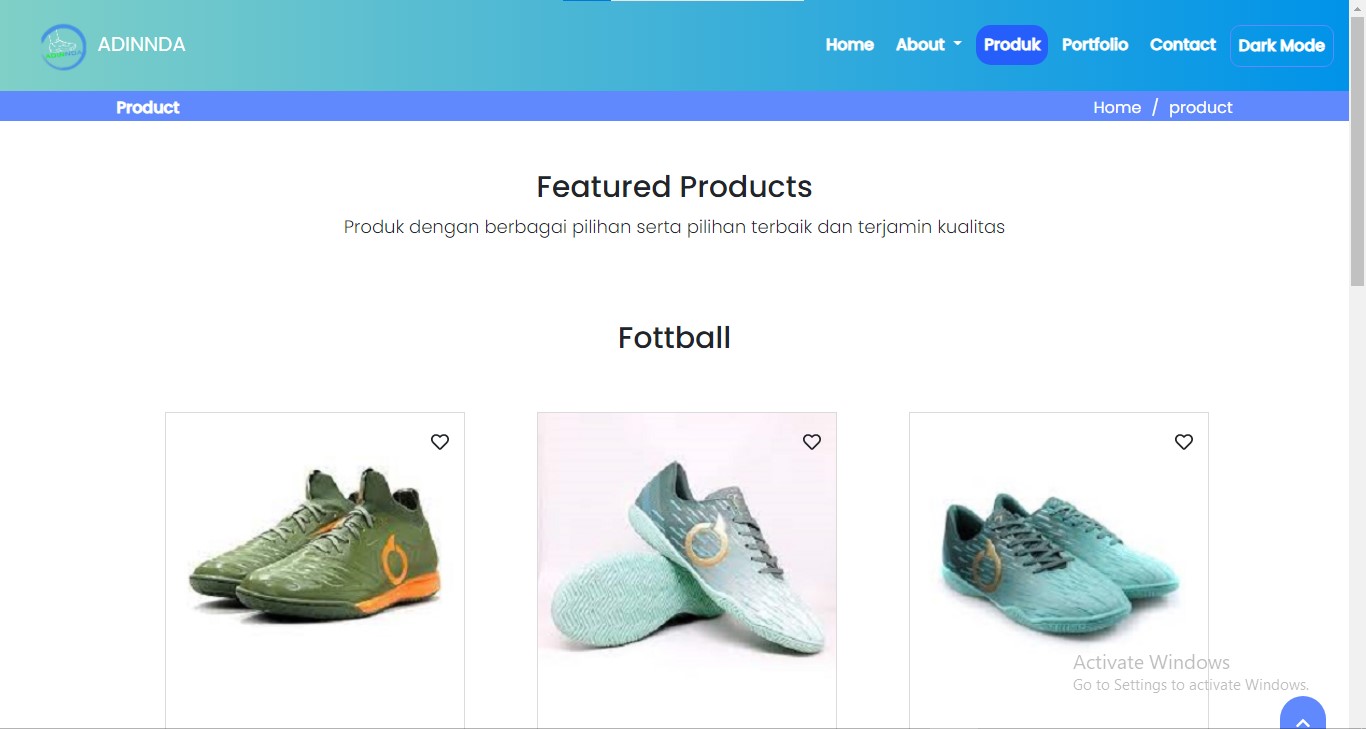 ADINNDA
Home
About
Produk
Portfolio
Contact
Dark Mode
Product
Home / product
Featured Products
Produk dengan berbagai pilihan serta pilihan terbaik dan terjamin kualitas
Fottball
Activate Windows
Go to Settings to activate Windows.